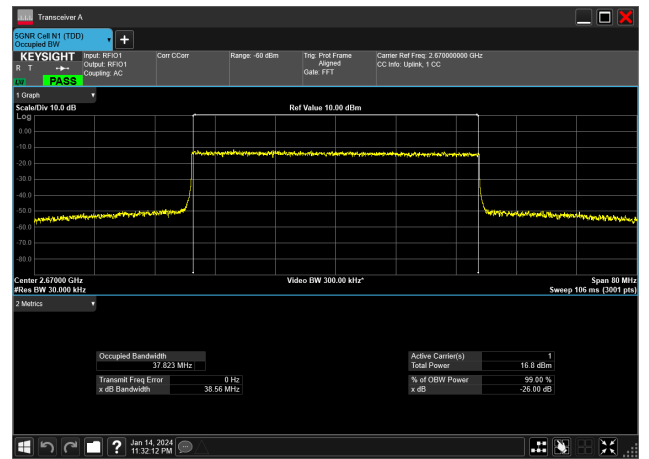 Transceiver A
5GNR Cell N1 (TDD)
Occupied BW
+
KEYSIGHT
R T
LW
PASS
Input: RFIO1
Output: RFIO1
Coupling: AC
Corr CCorr
Range: -60 dBm
Trig: Prot Frame
Aligned
Gate: FFT
Carrier Ref Freq: 2.670000000 GHz
CC Info: Uplink, 1 CC
1 Graph
Scale/Div 10.0 dB
Ref Value 10.00 dBm
Log
0.00
-10.0
-20.0
-30.0
-40.0
-50.0
-60.0
-70.0
-80.0
Center 2.67000 GHz
Video BW 300.00 kHz*
Span 80 MHz
#Res BW 30.000 kHz
Sweep 106 ms (3001 pts)
2 Metrics
Occupied Bandwidth
37.823 MHz
Transmit Freq Error 0 Hz
x dB Bandwidth 38.56 MHz
Active Carrier(s) 1
Total Power 16.8 dBm
% of OBW Power 99.00 %
x dB -26.00 dB
?
Jan 14, 2024
11:32:12 PM